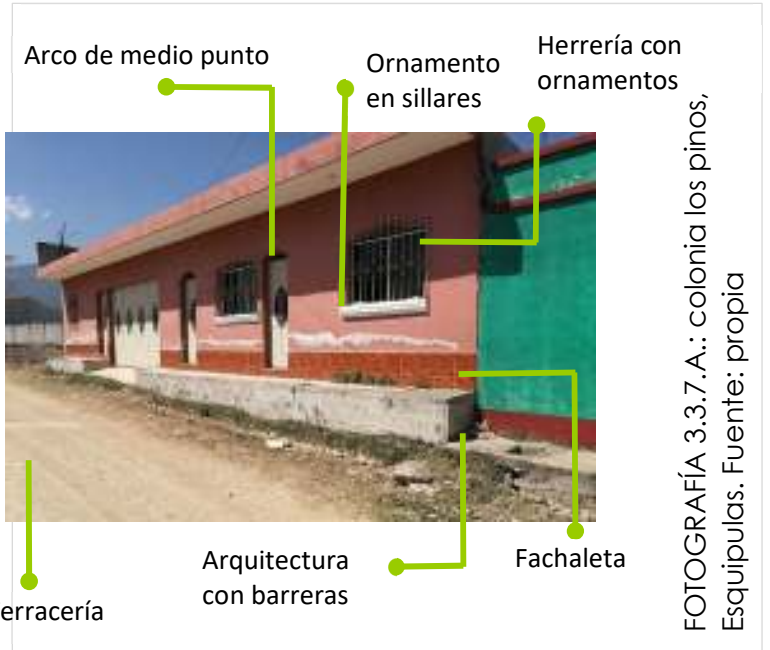 Arco de medio punto
Ornamento
en sillares
Herrería con
ornamentos
erracería
Arquitectura
con barreras
Fachaleta
FOTOGRAFÍA 3.3.7.A.: colonia los pinos,
Esquipulas. Fuente: propia